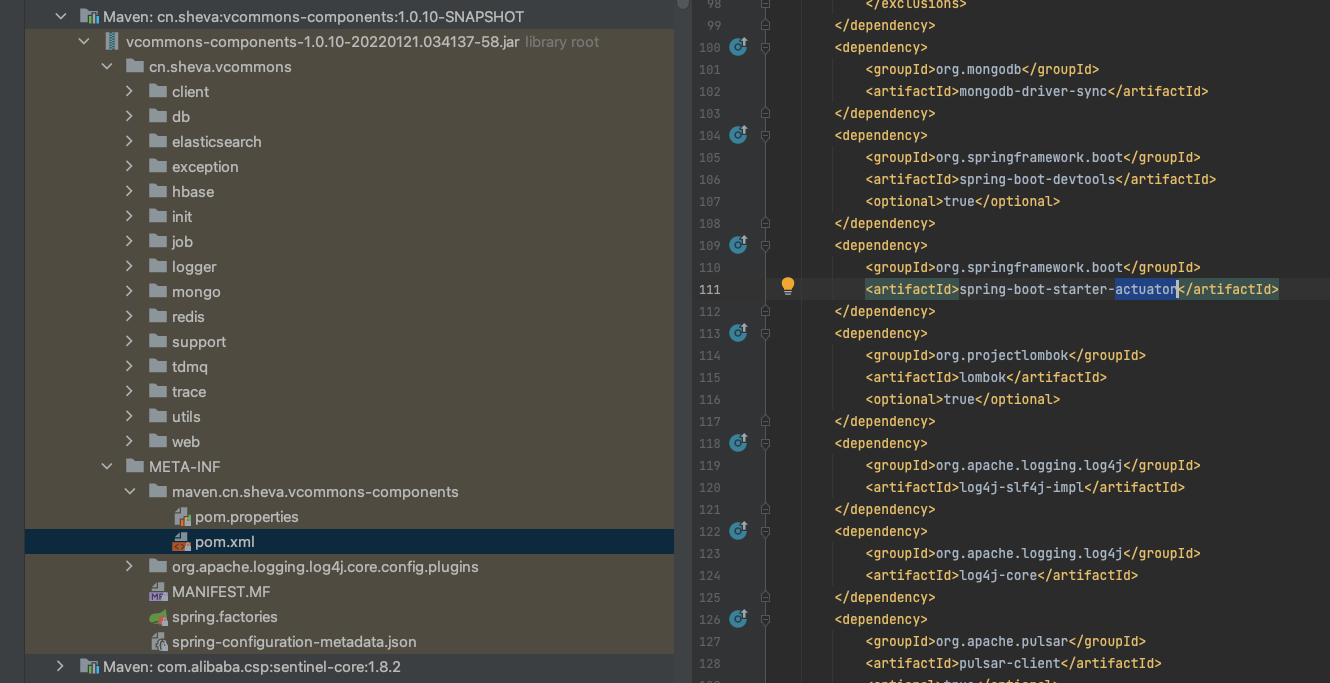 Maven: cn.sheva:vcommons-components:1.0.10-SNAPSHOT
vcommons-components-1.0.10-20220121.034137-58.jar library root
cn.sheva.vcommons
client
db
elasticsearch
exception
hbase
init
job
logger
mongo
redis
support
tdmq
trace
utils
web
META-INF
maven.cn.sheva.vcommons-components
pom.properties
pom.xml
org.apache.logging.log4j.core.config.plugins
MANIFEST.MF
spring.factories
spring-configuration-metadata.json
Maven: com.alibaba.csp:sentinel-core:1.8.2
98 </exclusions>
99 </dependency>
100 <dependency>
101 <groupId>org.mongodb</groupId>
102 <artifactId>mongodb-driver-sync</artifactId>
103 </dependency>
104 <dependency>
105 <groupId>org.springframework.boot</groupId>
106 <artifactId>spring-boot-devtools</artifactId>
107 <optional>true</optional>
108 </dependency>
109 <dependency>
110 <groupId>org.springframework.boot</groupId>
111 <artifactId>spring-boot-starter-actuator</artifactId>
112 </dependency>
113 <dependency>
114 <groupId>org.projectlombok</groupId>
115 <artifactId>lombok</artifactId>
116 <optional>true</optional>
117 </dependency>
118 <dependency>
119 <groupId>org.apache.logging.log4j</groupId>
120 <artifactId>log4j-slf4j-impl</artifactId>
121 </dependency>
122 <dependency>
123 <groupId>org.apache.logging.log4j</groupId>
124 <artifactId>log4j-core</artifactId>
125 </dependency>
126 <dependency>
127 <groupId>org.apache.pulsar</groupId>
128 <artifactId>pulsar-client</artifactId>
<optional>true</optional>